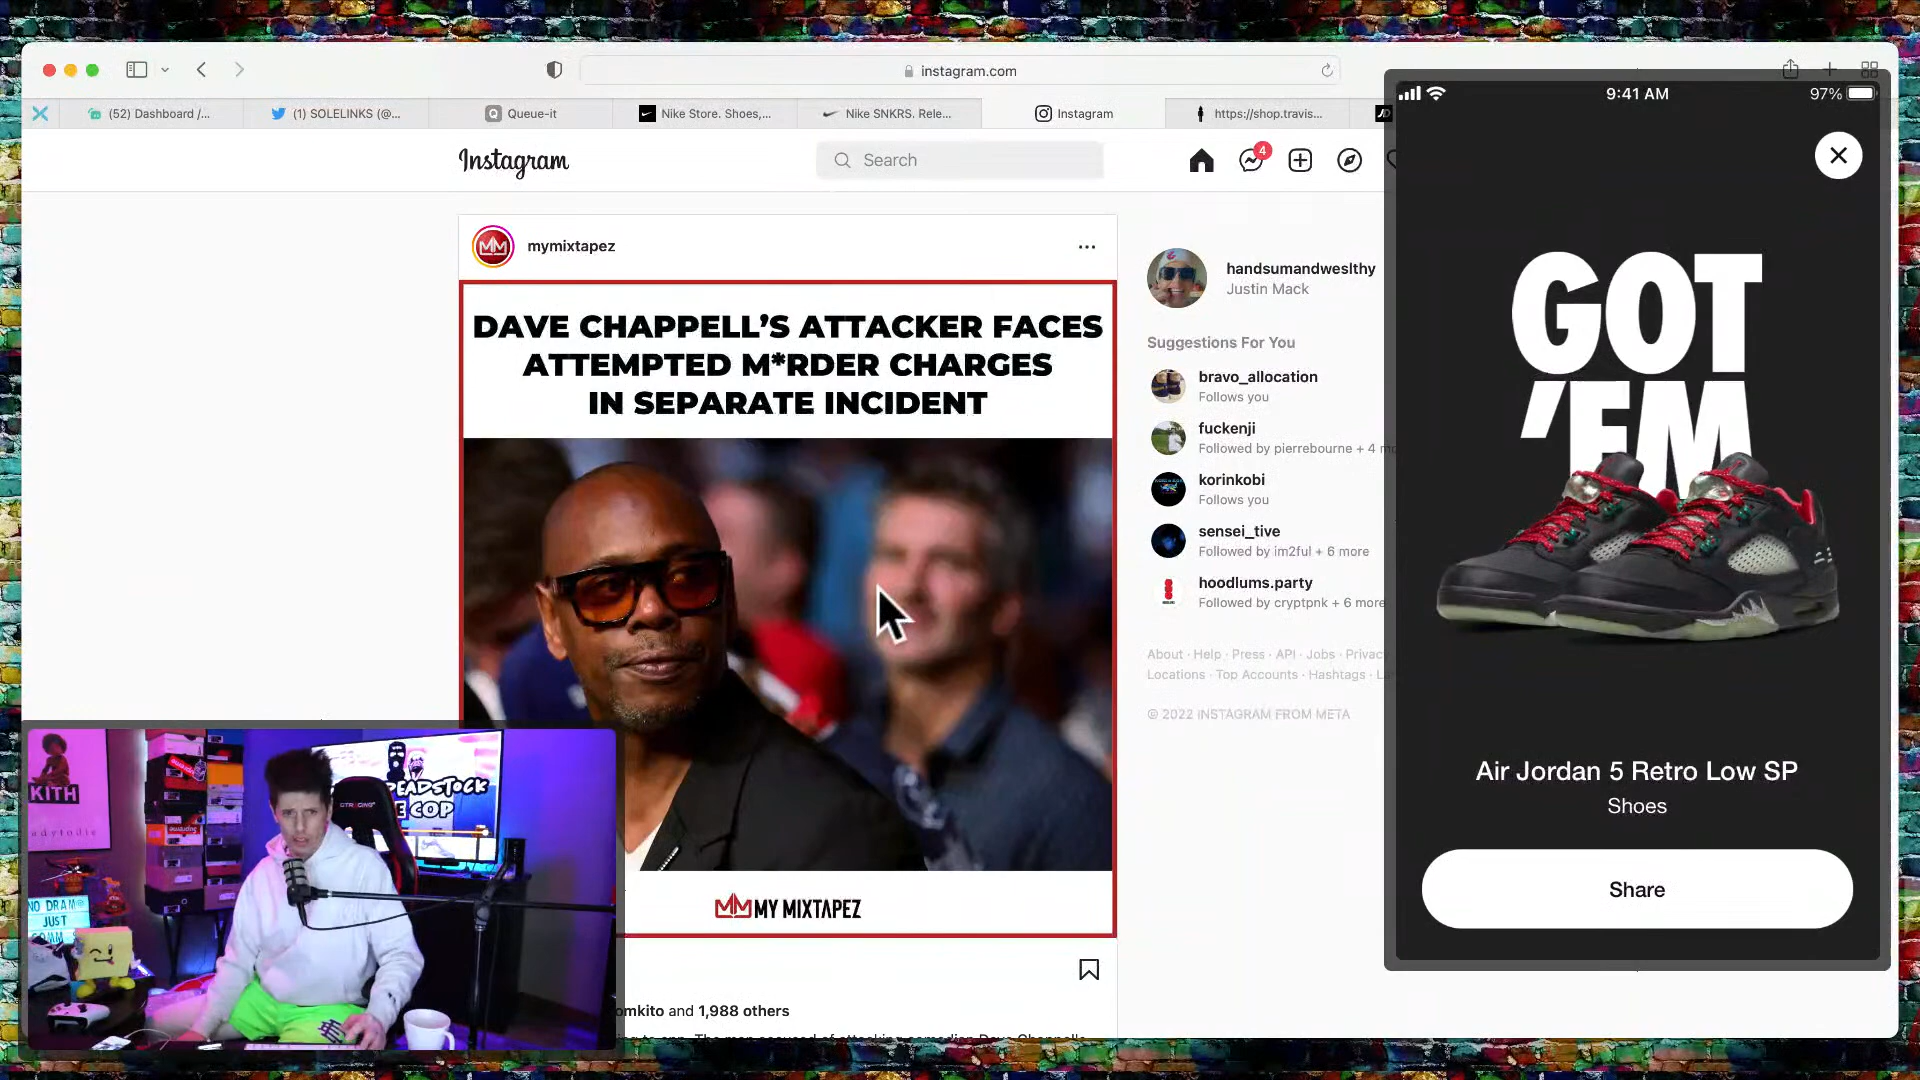 instagram.com
(52) Dashboard /...
(1) SOLELINKS (@...
Queue-it
Nike Store. Shoes,...
Nike SNKRS. Rele...
Instagram
https://shop.travis...
Instagram
Search
4
mymixtapez
DAVE CHAPPELL'S ATTACKER FACES
ATTEMPTED M*RDER CHARGES
IN SEPARATE INCIDENT
MY MIXTAPEZ
omkito and 1,988 others
handsumandweslthy
Justin Mack
Suggestions For You
bravo_allocation
Follows you
fuckenji
Followed by pierrebourne + 4 mo
korinkobi
Follows you
sensei_tive
Followed by im2ful + 6 more
hoodlums.party
Followed by cryptpnk + 6 more
About · Help · Press · API · Jobs · Privacy
Locations · Top Accounts · Hashtags ·
© 2022 INSTAGRAM FROM META
9:41 AM
97%
GOT
'EM
Air Jordan 5 Retro Low SP
Shoes
Share
KITH
NO DRAMA
JUST